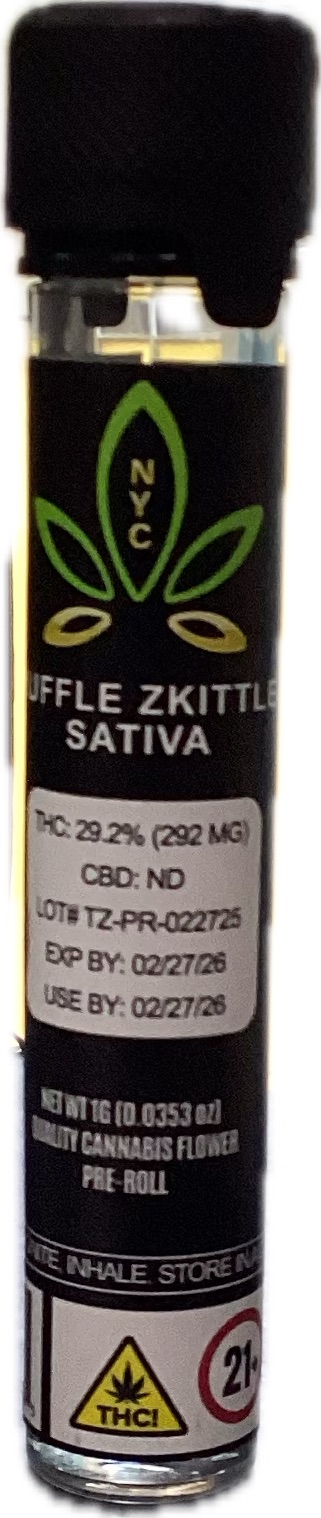 NYC
UFFLE ZKITTLE
SATIVA
THC: 29.2% (292 MG)
CBD: ND
LOT# TZ-PR-022725
EXP BY: 02/27/26
USE BY: 02/27/26
NET WT 1G (0.0353 oz)
QUALITY CANNABIS FLOWER
PRE-ROLL
NITE. INHALE. STORE IN A
THC!
21+